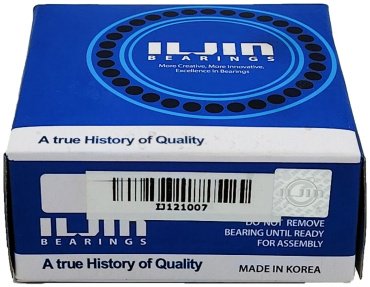 ILJIN
BEARINGS
More Creative, More Innovative,
Excellence in Bearings
A true History of Quality
IJ121007
ILJIN
BEARINGS
DO NOT REMOVE
BEARING UNTIL READY
FOR ASSEMBLY
A true History of Quality
MADE IN KOREA